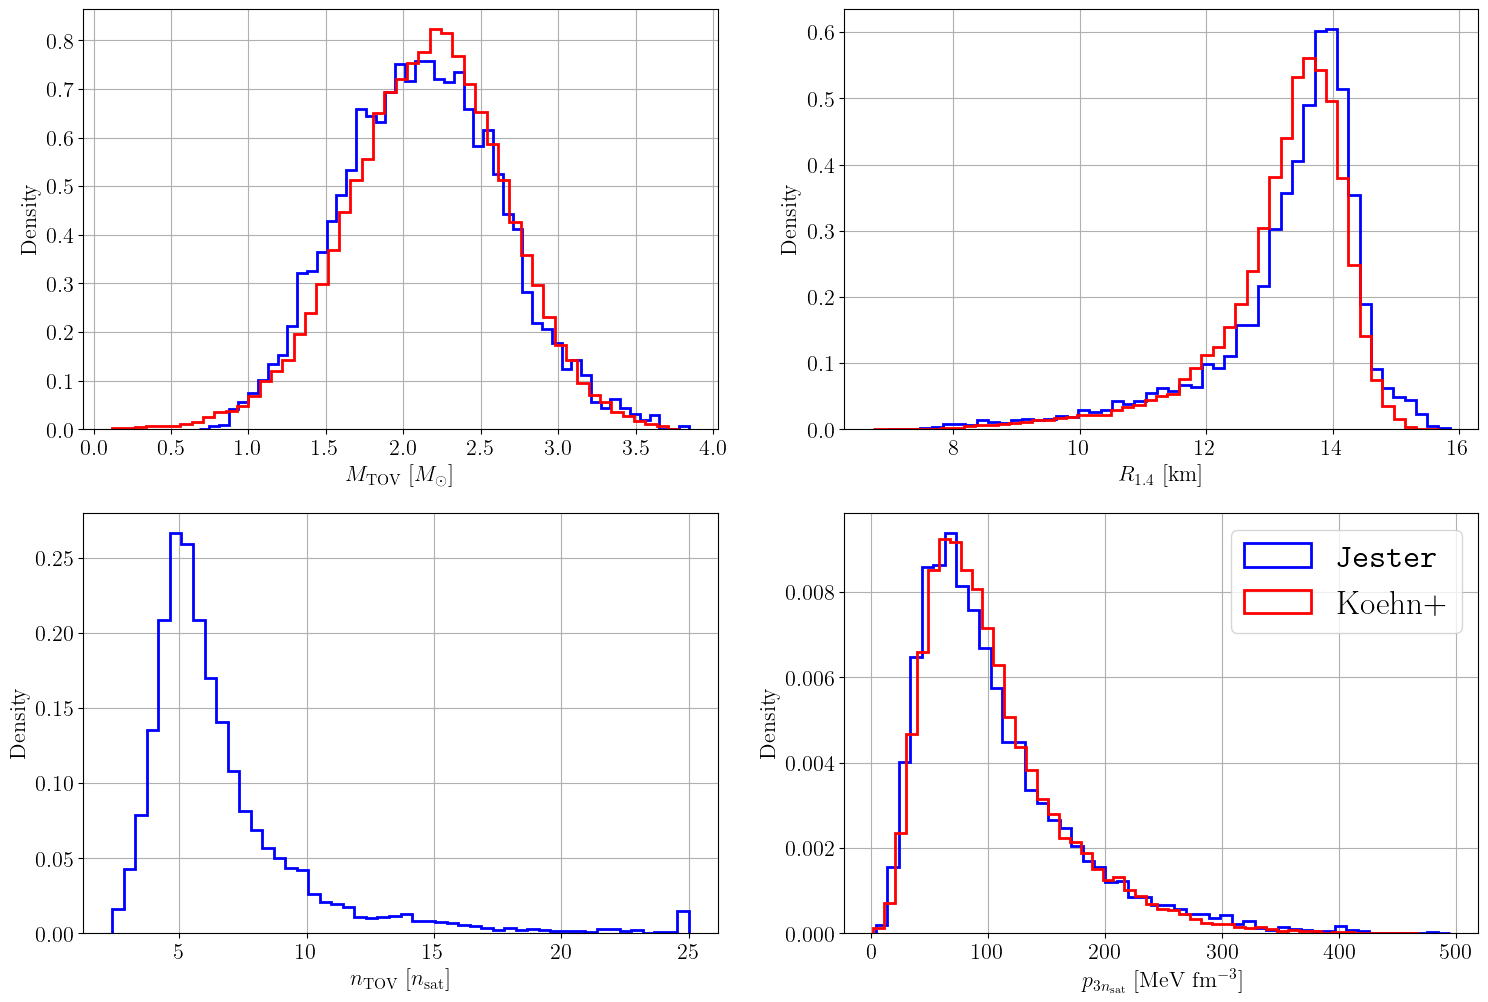 0.8
0.7
0.6
0.5
0.4
0.3
0.2
0.1
0.0
Density
0.0 0.5 1.0 1.5 2.0 2.5 3.0 3.5 4.0
M_TOV [M_⊙]
0.6
0.5
0.4
0.3
0.2
0.1
0.0
Density
8 10 12 14 16
R_1.4 [km]
0.25
0.20
0.15
0.10
0.05
0.00
Density
5 10 15 20 25
n_TOV [n_sat]
0.008
0.006
0.004
0.002
0.000
Density
0 100 200 300 400 500
p_3n_sat [MeV fm⁻³]
Jester
Koehn+